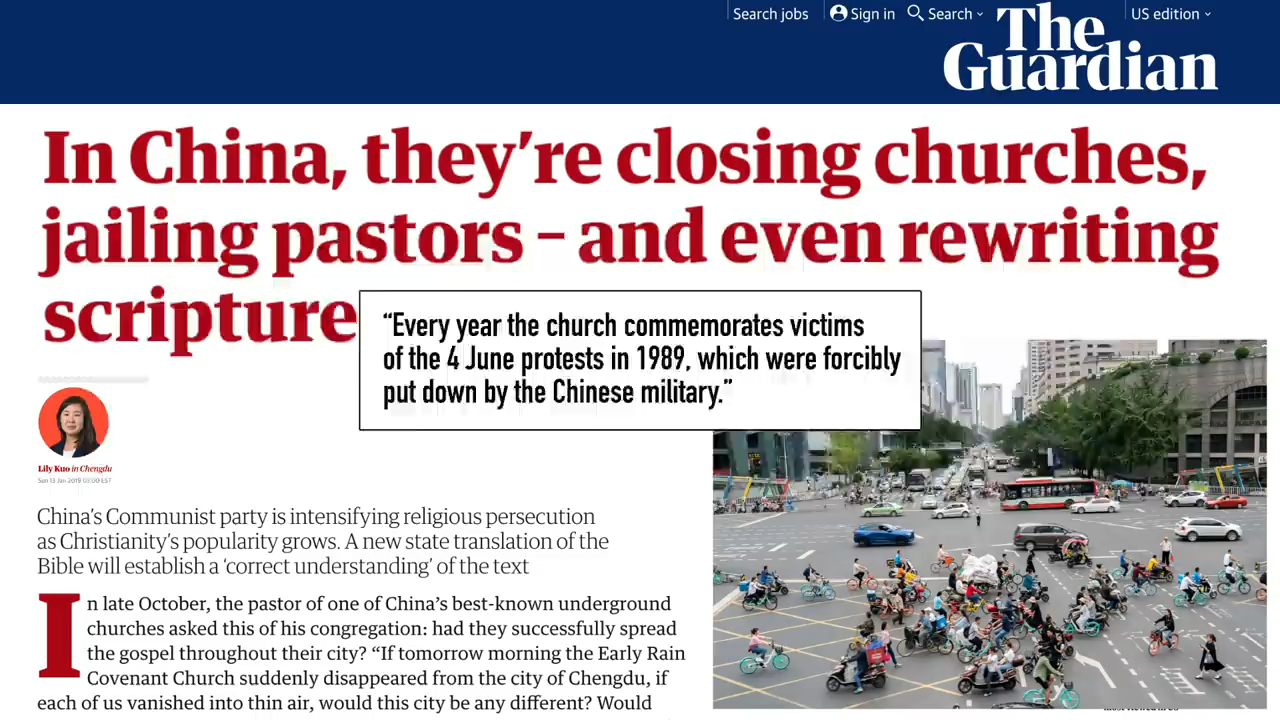 Search jobs
Sign in
Search
US edition
The
Guardian
In China, they’re closing churches,
jailing pastors – and even rewriting
scripture
“Every year the church commemorates victims
of the 4 June protests in 1989, which were forcibly
put down by the Chinese military.”
Lily Kuo in Chengdu
Sun 13 Jan 2019
China’s Communist party is intensifying religious persecution
as Christianity’s popularity grows. A new state translation of the
Bible will establish a ‘correct understanding’ of the text
In late October, the pastor of one of China’s best-known underground
churches asked this of his congregation: had they successfully spread
the gospel throughout their city? “If tomorrow morning the Early Rain
Covenant Church suddenly disappeared from the city of Chengdu, if
each of us vanished into thin air, would this city be any different? Would